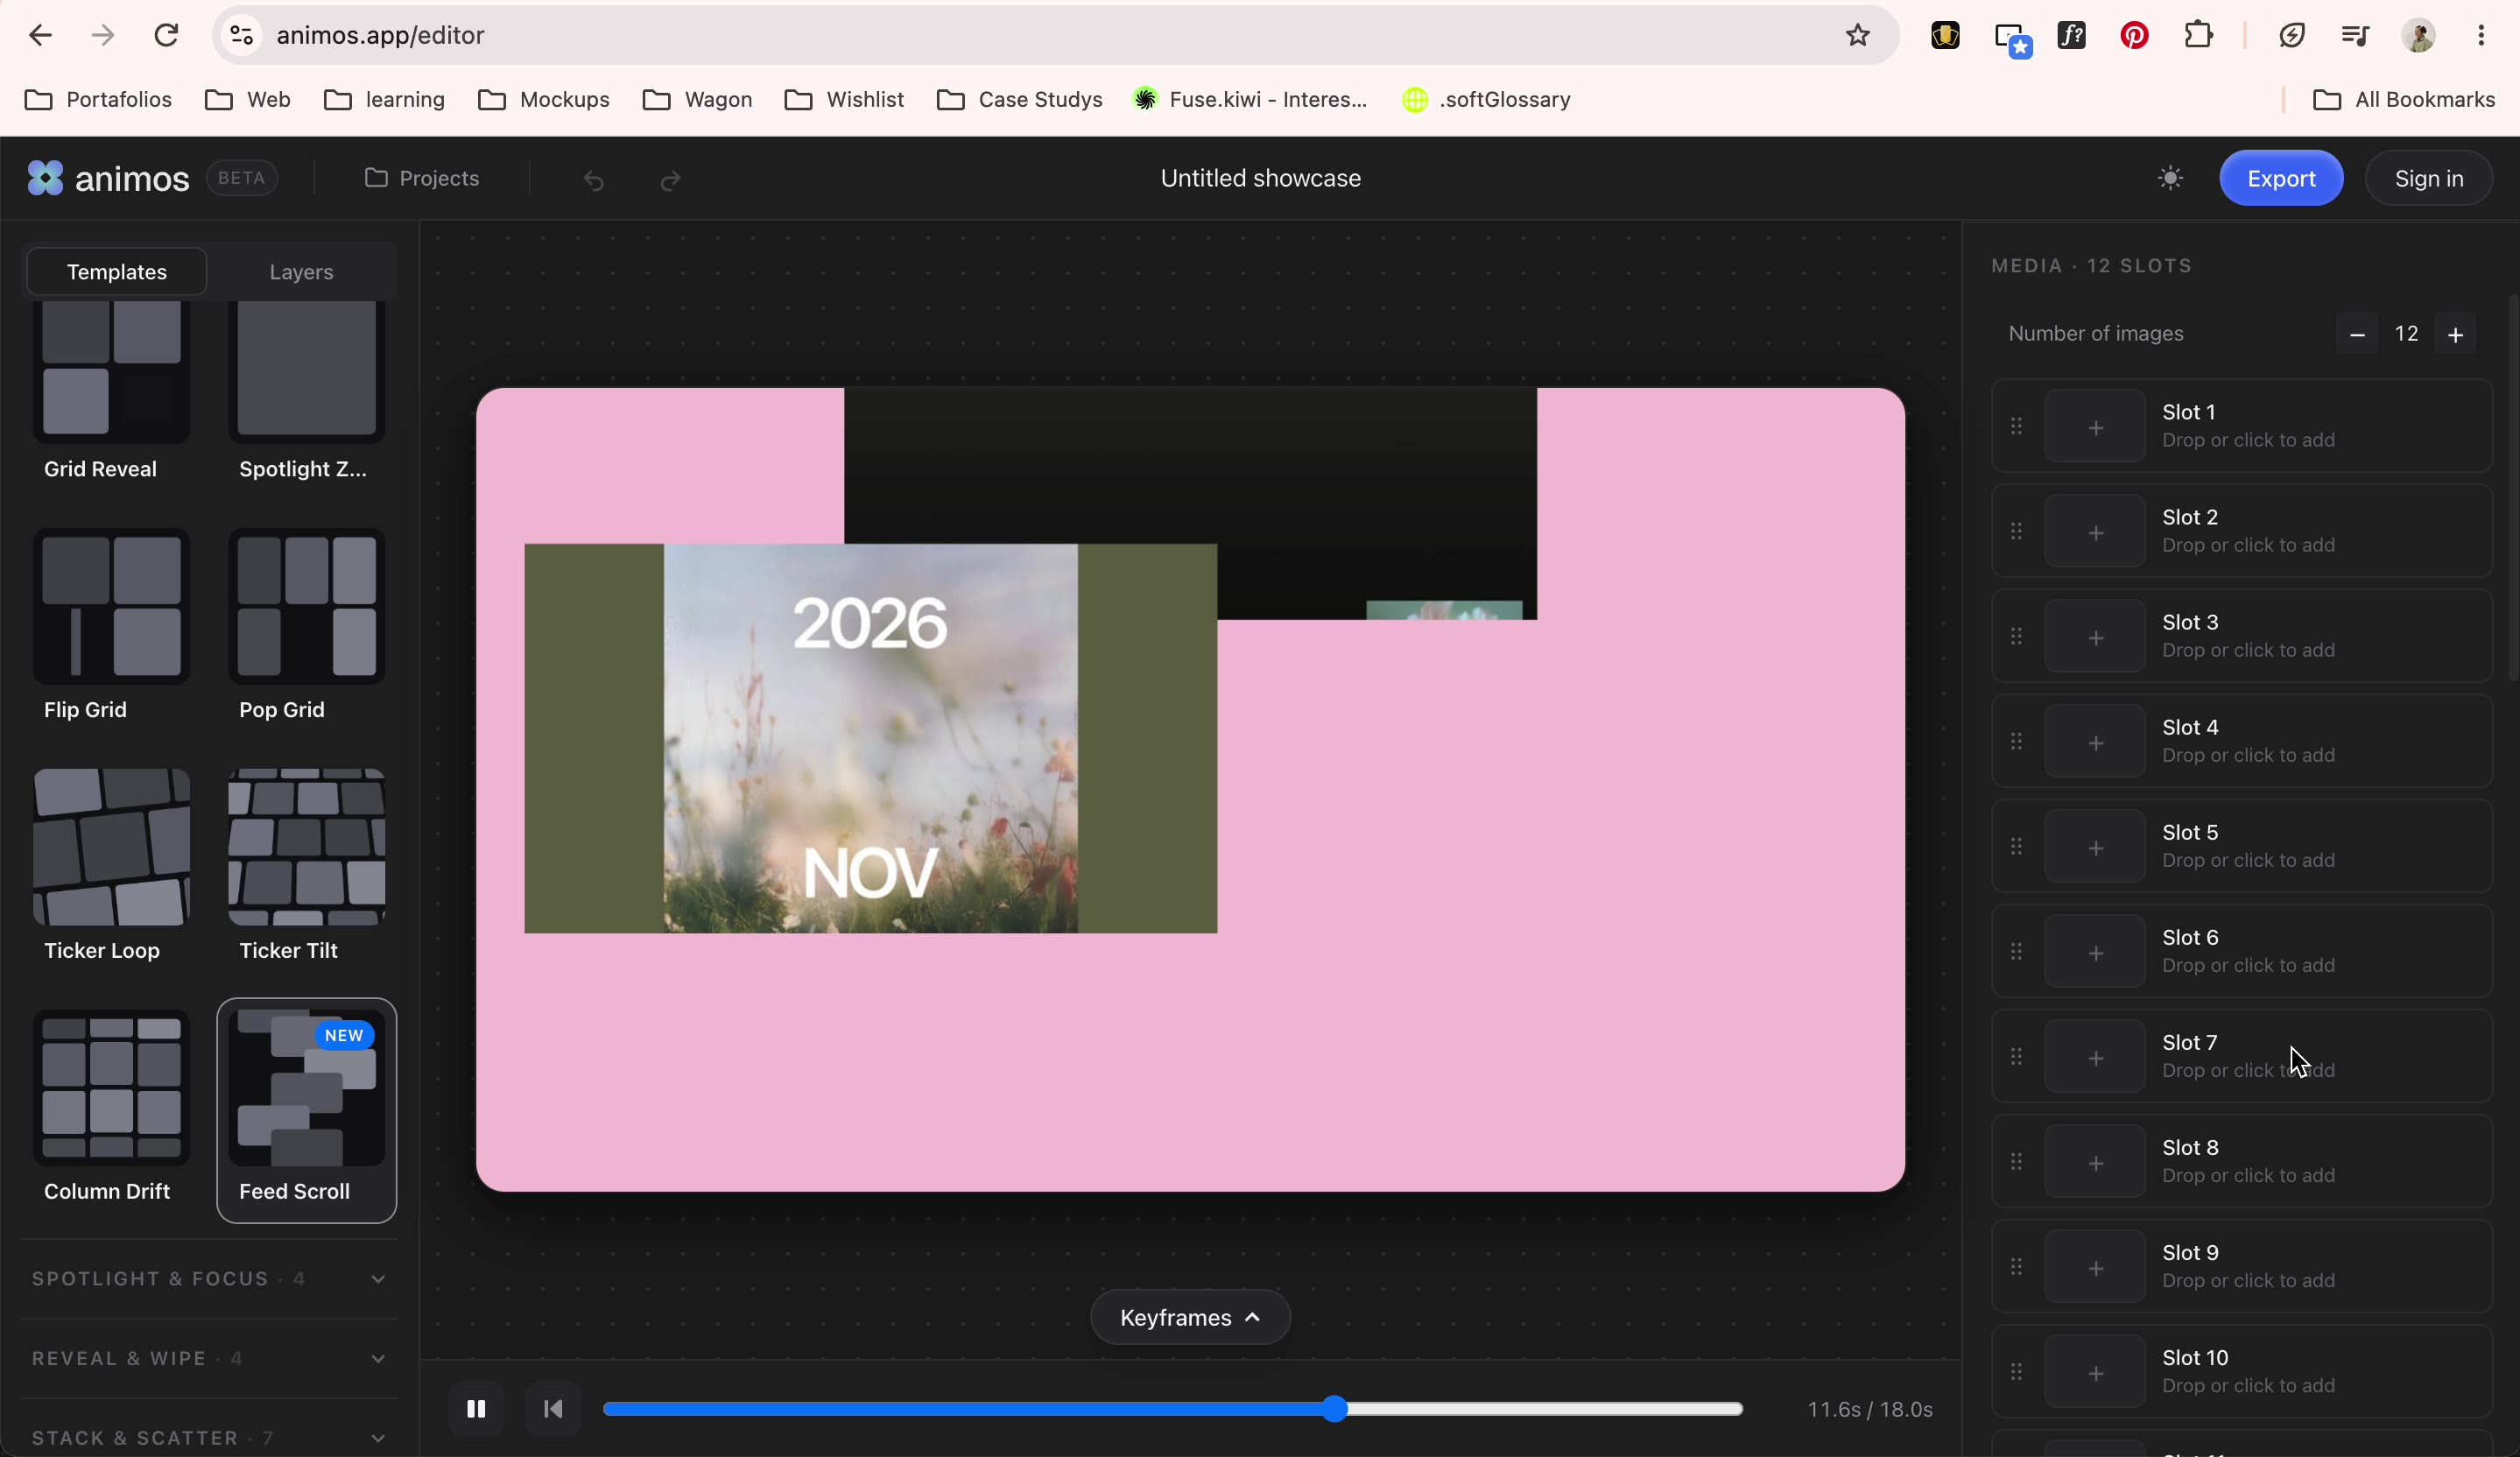 animos.app/editor
f?
Portafolios
Web
learning
Mockups
Wagon
Wishlist
Case Studys
Fuse.kiwi - Interes...
.softGlossary
All Bookmarks
animos
BETA
Projects
Untitled showcase
Export
Sign in
Templates
Layers
Grid Reveal
Spotlight Z...
Flip Grid
Pop Grid
Ticker Loop
Ticker Tilt
NEW
Column Drift
Feed Scroll
SPOTLIGHT & FOCUS · 4
REVEAL & WIPE · 4
STACK & SCATTER · 7
2026
NOV
Keyframes
11.6s / 18.0s
MEDIA · 12 SLOTS
Number of images
12
Slot 1
Drop or click to add
Slot 2
Drop or click to add
Slot 3
Drop or click to add
Slot 4
Drop or click to add
Slot 5
Drop or click to add
Slot 6
Drop or click to add
Slot 7
Drop or click to add
Slot 8
Drop or click to add
Slot 9
Drop or click to add
Slot 10
Drop or click to add